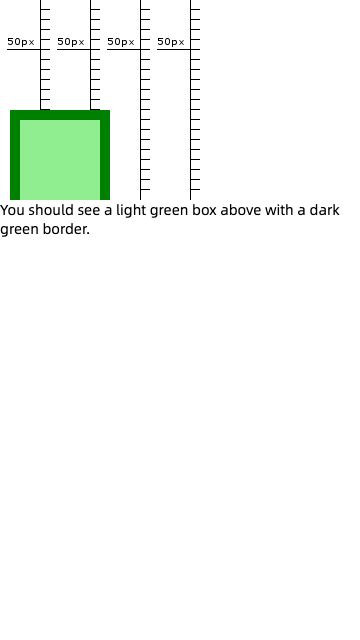 50px 50px 50px 50px
You should see a light green box above with a dark
green border.